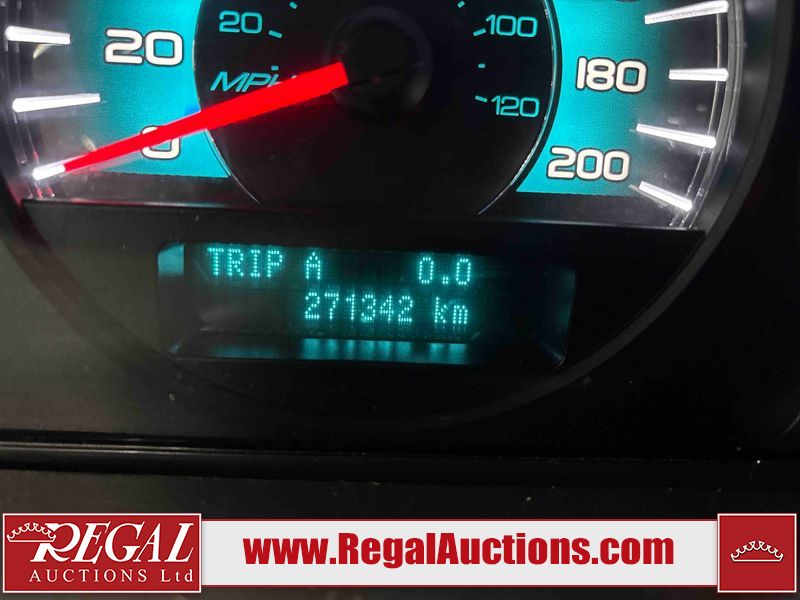 20
0
20
MPH
100
120
180
200
TRIP A 0.0
271342 km
REGAL
AUCTIONS Ltd
www.RegalAuctions.com